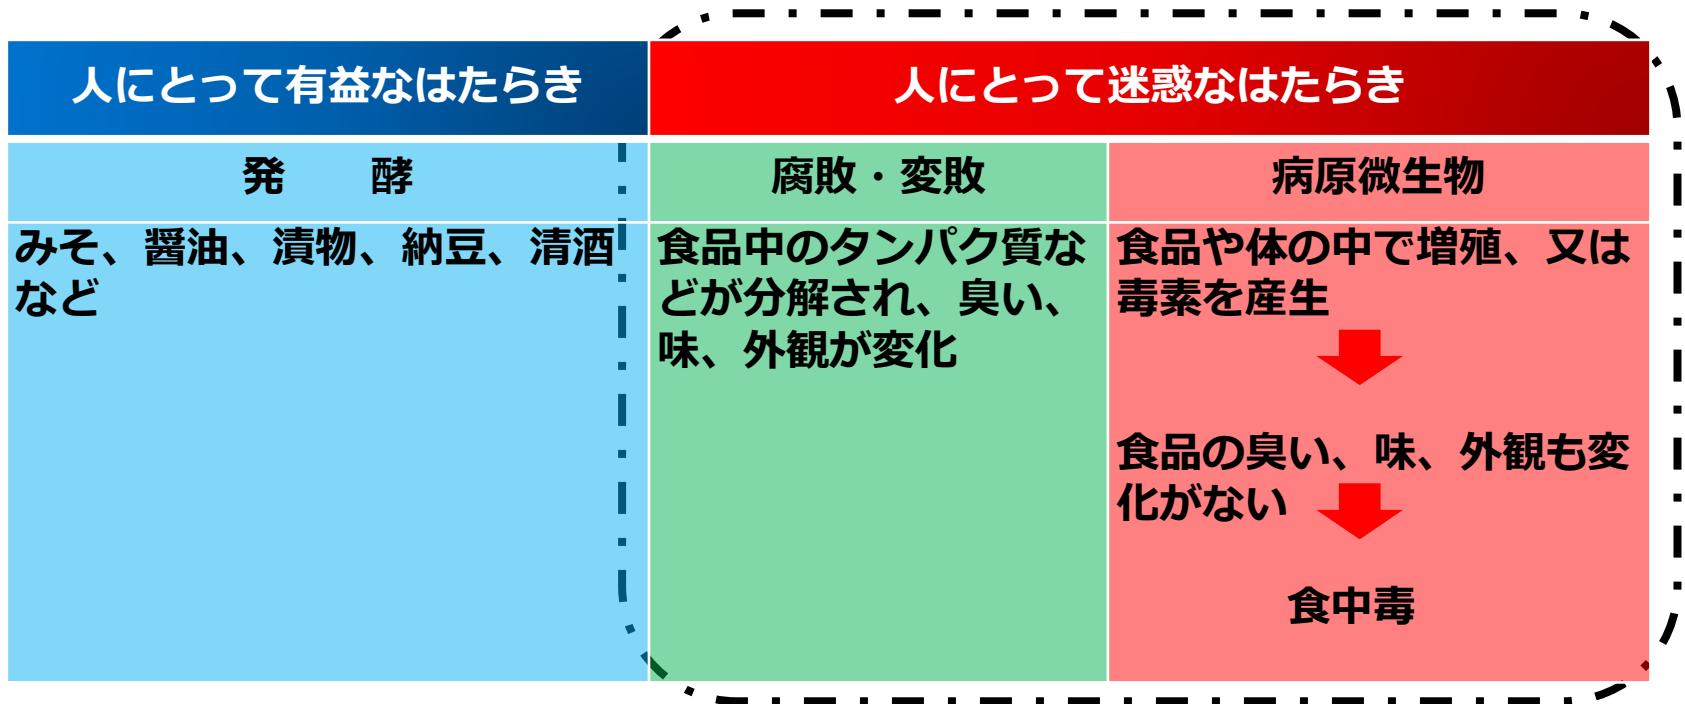 人にとって有益なはたらき
人にとって迷惑なはたらき
発　　酵
腐敗・変敗
病原微生物
みそ、醤油、漬物、納豆、清酒
など
食品中のタンパク質な
どが分解され、臭い、
味、外観が変化
食品や体の中で増殖、又は
毒素を産生
食品の臭い、味、外観も変
化がない
食中毒